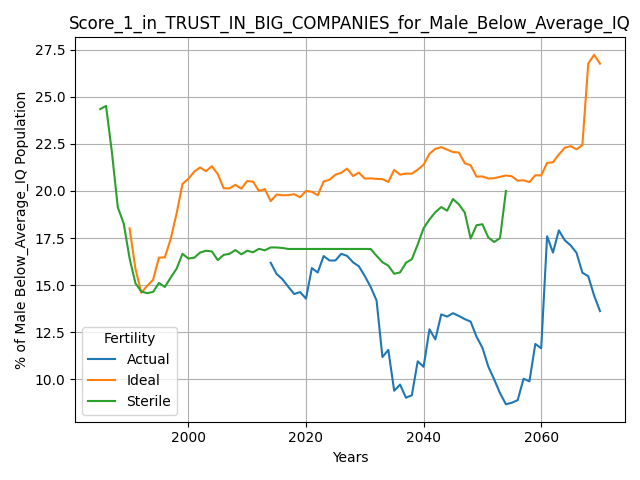 Score_1_in_TRUST_IN_BIG_COMPANIES_for_Male_Below_Average_IQ
% of Male Below_Average_IQ Population
27.5
25.0
22.5
20.0
17.5
15.0
12.5
10.0
Fertility
Actual
Ideal
Sterile
2000
2020
2040
2060
Years